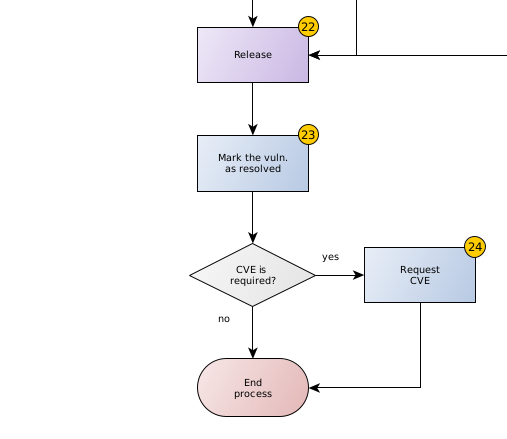 22
Release
23
Mark the vuln.
as resolved
CVE is
required?
yes
24
Request
CVE
no
End
process